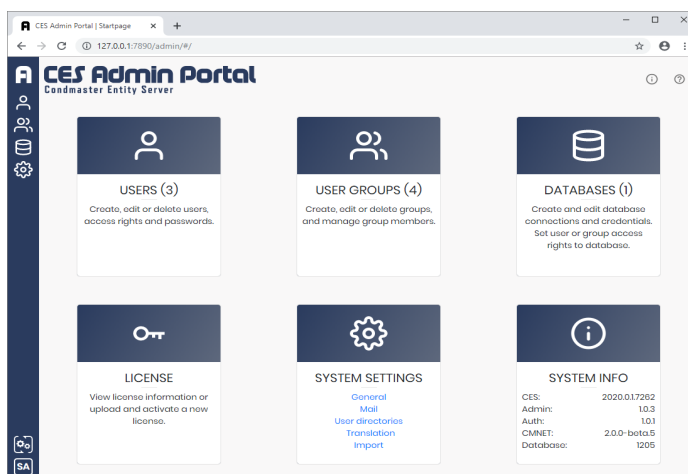 CES Admin Portal | Startpage
127.0.0.1:7890/admin/#/
CES Admin Portal
Condmaster Entity Server
USERS (3)
Create, edit or delete users,
access rights and passwords.
USER GROUPS (4)
Create, edit or delete groups,
and manage group members.
DATABASES (1)
Create and edit database
connections and credentials.
Set user or group access
rights to database.
LICENSE
View license information or
upload and activate a new
license.
SYSTEM SETTINGS
General
Mail
User directories
Translation
Import
SYSTEM INFO
CES: 2020.0.1.7262
Admin: 1.0.3
Auth: 1.0.1
CMNET: 2.0.0-beta.5
Database: 1205
SA